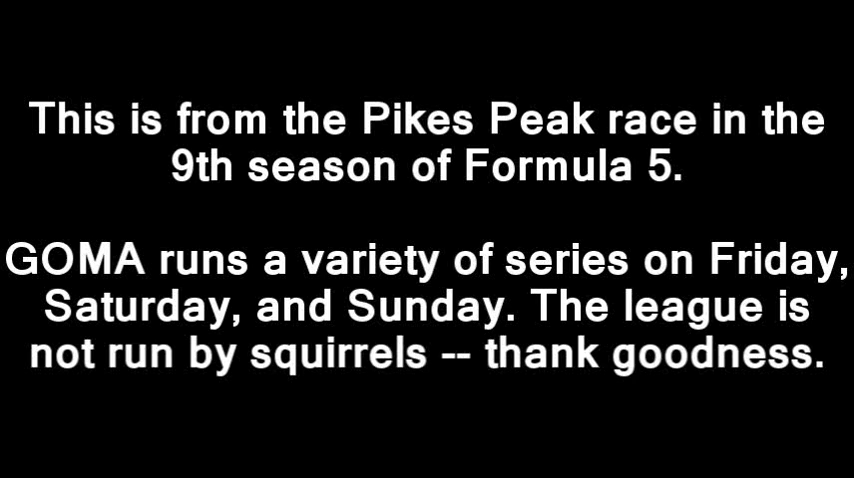 This is from the Pikes Peak race in the
9th season of Formula 5.
GOMA runs a variety of series on Friday,
Saturday, and Sunday. The league is
not run by squirrels -- thank goodness.